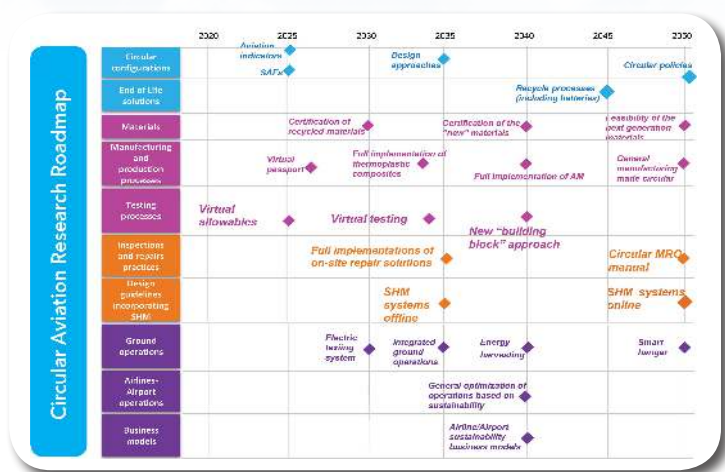 Circular Aviation Research Roadmap
2020 2025 2030 2035 2040 2045 2030
Circular
configurations
Aviation
indicators
SAFs
Design
approaches
Circular policies
End of Life
solutions
Recycle processes
(including batteries)
Materials
Certification of
recycled materials
Certification of the
"new" materials
Feasibility of the
next generation
materials
Manufacturing
and
production
processes
Virtual
passport
Full implementation of
thermoplastic
composites
Full implementation of AM
General
manufacturing
made circular
Testing
processes
Virtual
allowables
Virtual testing
New "building
block" approach
Inspections
and repairs
practices
Full implementations of
on-site repair solutions
Circular MRO
manual
Design
guidelines
incorporating
SHM
SHM
systems
offline
SHM systems
online
Ground
operations
Electric
system
Integrated
ground
operations
Energy
harvesting
Smart
hangar
Airlines-
Airport
operations
General optimization of
operations based on
sustainability
Business
models
Airline/Airport
sustainability
business models